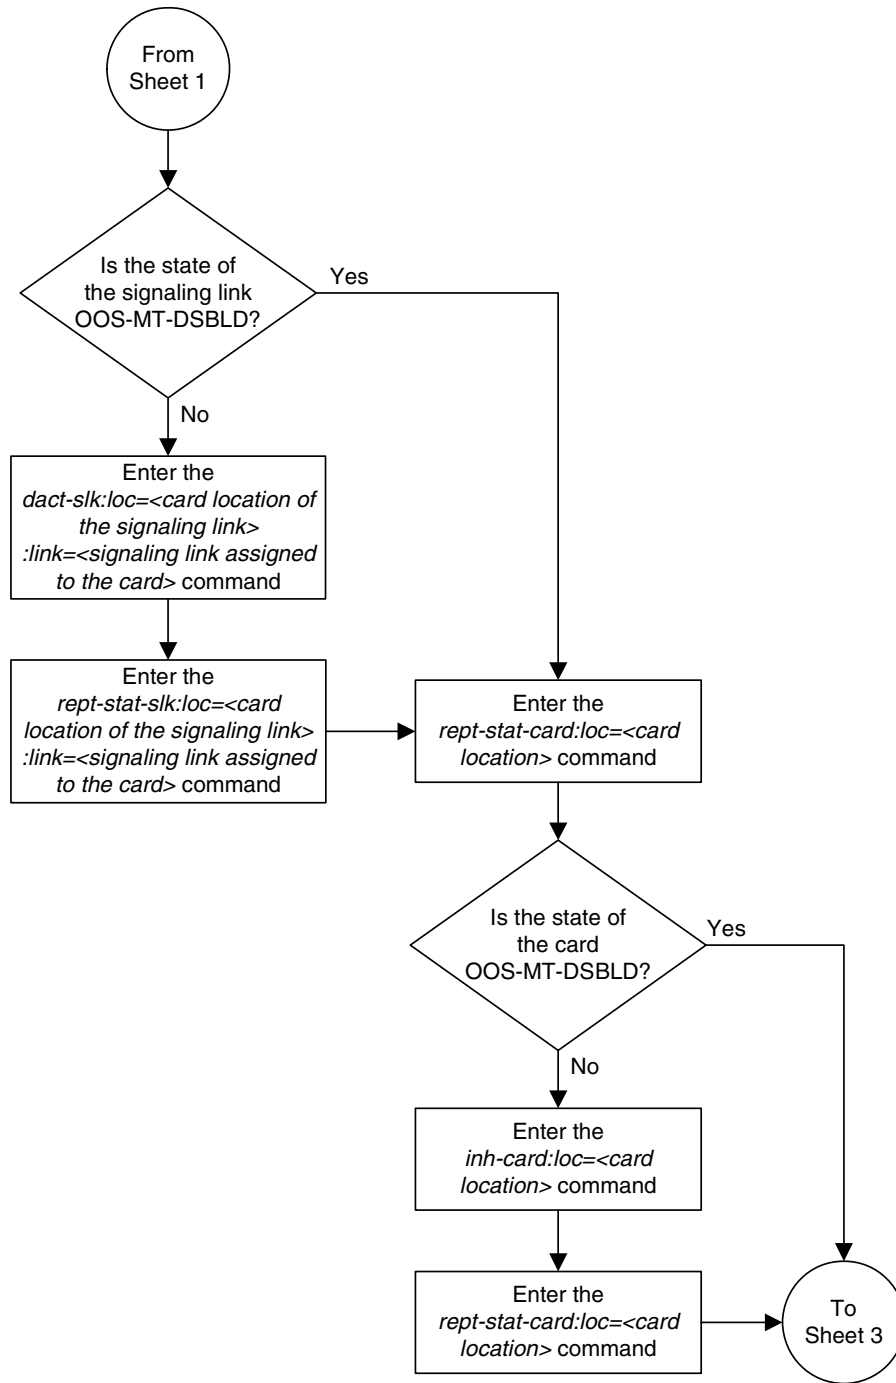 From
Sheet 1
Is the state of
the signaling link
OOS-MT-DSBLD?
Yes
No
Enter the
dact-slk:loc=<card location of
the signaling link>
:link=<signaling link assigned
to the card> command
Enter the
rept-stat-slk:loc=<card
location of the signaling link>
:link=<signaling link assigned
to the card> command
Enter the
rept-stat-card:loc=<card
location> command
Is the state of
the card
OOS-MT-DSBLD?
Yes
No
Enter the
inh-card:loc=<card
location> command
Enter the
rept-stat-card:loc=<card
location> command
To
Sheet 3